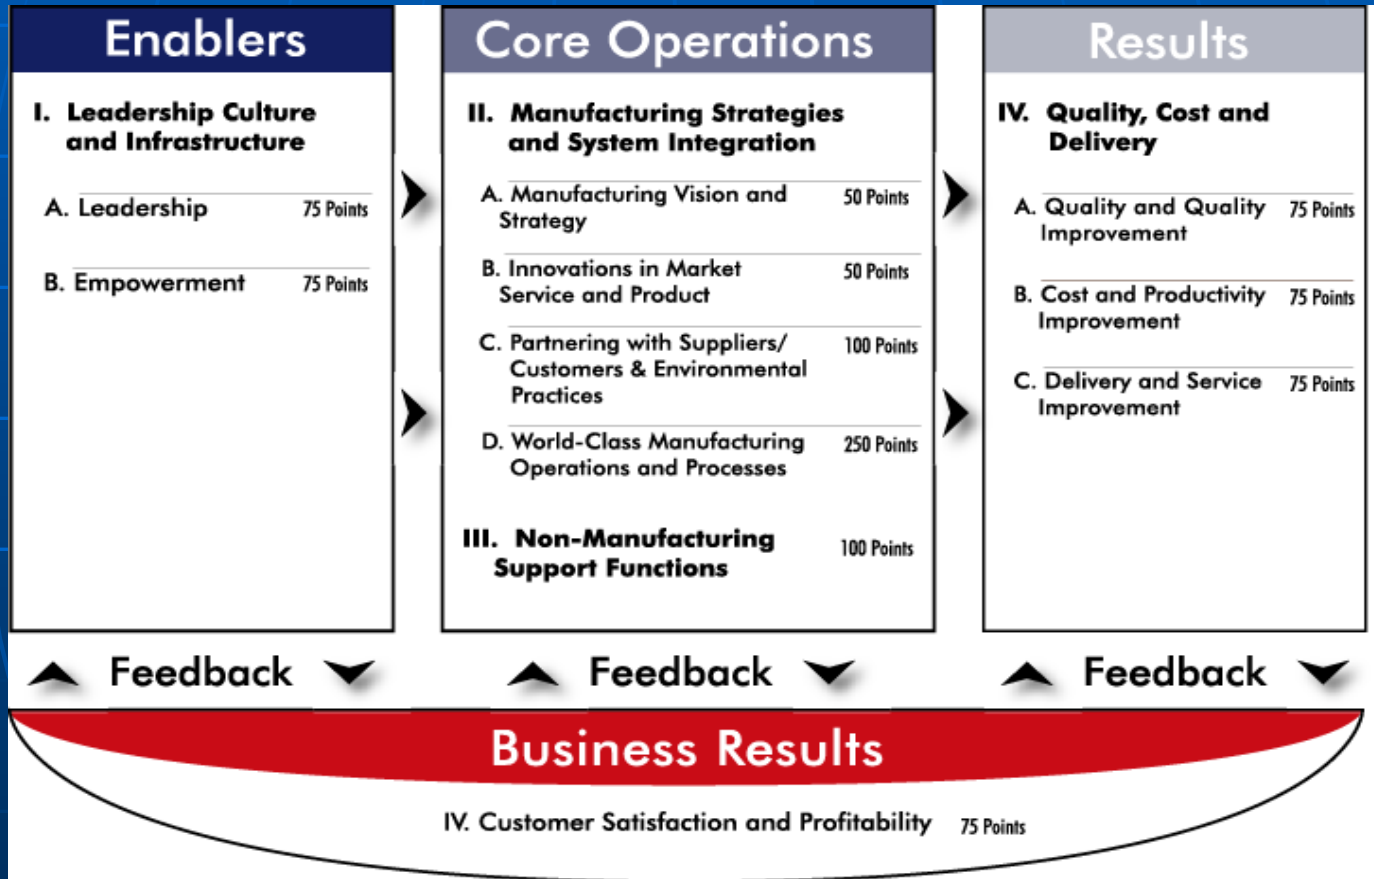 Enablers
I. Leadership Culture
and Infrastructure
A. Leadership 75 Points
B. Empowerment 75 Points
Core Operations
II. Manufacturing Strategies
and System Integration
A. Manufacturing Vision and 50 Points
Strategy
B. Innovations in Market 50 Points
Service and Product
C. Partnering with Suppliers/ 100 Points
Customers & Environmental
Practices
D. World-Class Manufacturing 250 Points
Operations and Processes
III. Non-Manufacturing 100 Points
Support Functions
Results
IV. Quality, Cost and
Delivery
A. Quality and Quality 75 Points
Improvement
B. Cost and Productivity 75 Points
Improvement
C. Delivery and Service 75 Points
Improvement
Feedback Feedback Feedback
Business Results
IV. Customer Satisfaction and Profitability 75 Points